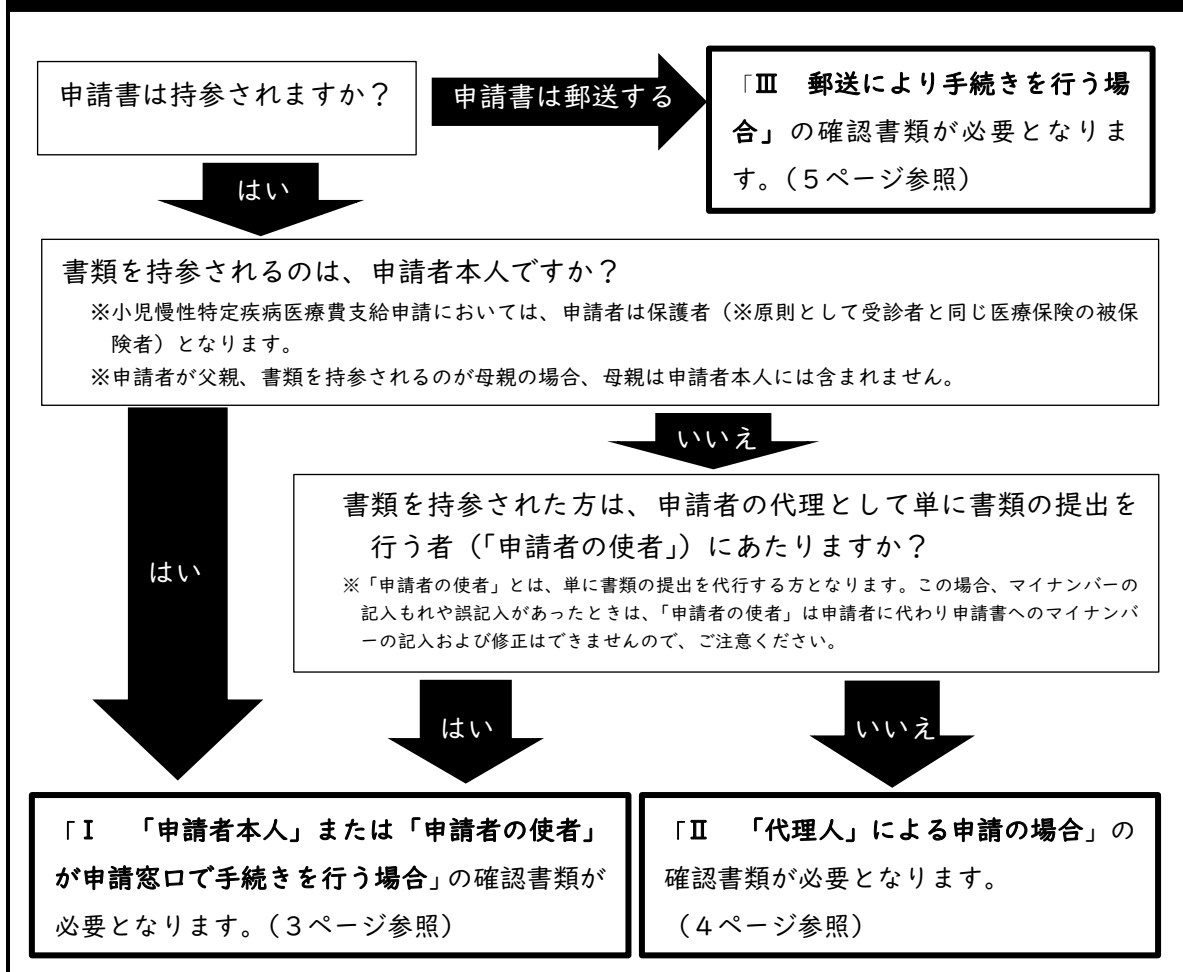 申請書は持参されますか？
申請書は郵送する
「Ⅲ　郵送により手続きを行う場
合」の確認書類が必要となりま
す。（５ページ参照）
はい
書類を持参されるのは、申請者本人ですか？
※小児慢性特定疾病医療費支給申請においては、申請者は保護者（※原則として受診者と同じ医療保険の被保
険者）となります。
※申請者が父親、書類を持参されるのが母親の場合、母親は申請者本人には含まれません。
いいえ
書類を持参された方は、申請者の代理として単に書類の提出を
行う者（「申請者の使者」）にあたりますか？
※「申請者の使者」とは、単に書類の提出を代行する方となります。この場合、マイナンバーの
記入もれや誤記入があったときは、「申請者の使者」は申請者に代わり申請書へのマイナンバ
ーの記入および修正はできませんので、ご注意ください。
はい
はい
いいえ
「Ⅰ　「申請者本人」または「申請者の使者」
が申請窓口で手続きを行う場合」の確認書類が
必要となります。（３ページ参照）
「Ⅱ　「代理人」による申請の場合」の
確認書類が必要となります。
（４ページ参照）